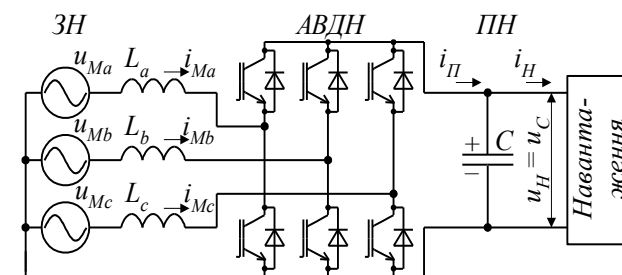 ЗН АВДН ПН
u_Ma L_a i_Ma i_П i_Н
u_Mb L_b i_Mb
+ C
−
u_Н = u_C
Наванта-
ження
u_Mc L_c i_Mc